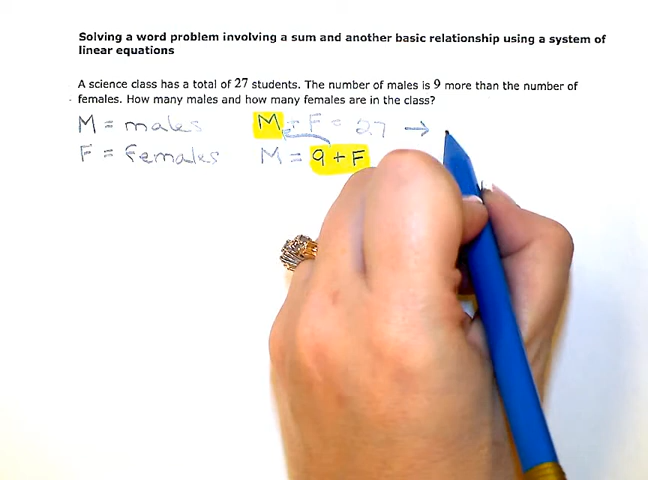 Solving a word problem involving a sum and another basic relationship using a system of
linear equations
A science class has a total of 27 students. The number of males is 9 more than the number of
females. How many males and how many females are in the class?
M = males M + F = 27 →
F = females M = 9 + F